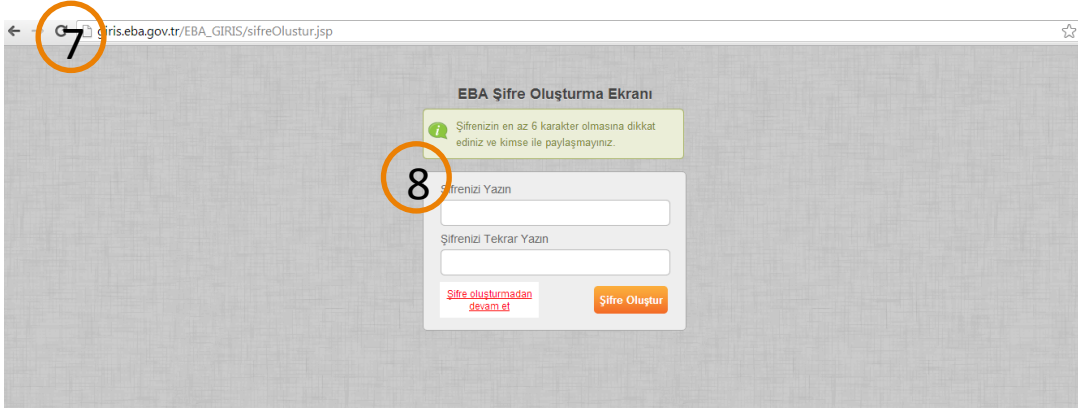 7
giris.eba.gov.tr/EBA_GIRIS/sifreOlustur.jsp
EBA Şifre Oluşturma Ekranı
Şifrenizin en az 6 karakter olmasına dikkat
ediniz ve kimse ile paylaşmayınız.
8
Şifrenizi Yazın
Şifrenizi Tekrar Yazın
Şifre oluşturmadan
devam et
Şifre Oluştur